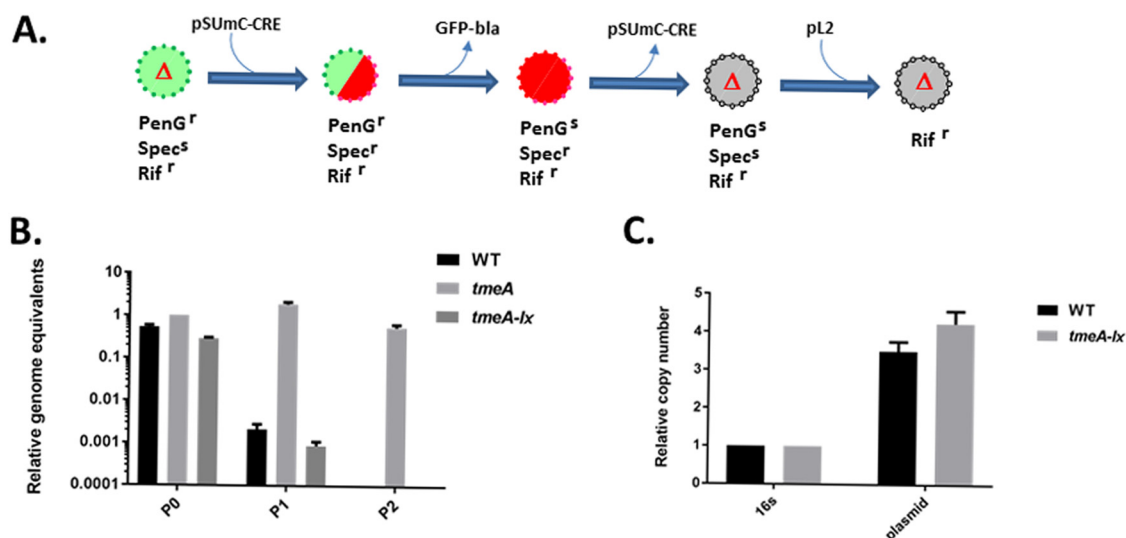 A.
pSUmC-CRE
GFP-bla
pSUmC-CRE
pL2
Δ
Δ
Δ
PenG r
Spec s
Rif r
PenG r
Spec r
Rif r
PenG s
Spec r
Rif r
PenG s
Spec s
Rif r
Rif r
B.
Relative genome equivalents
10
1
0.1
0.01
0.001
0.0001
P0
P1
P2
WT
tmeA
tmeA-lx
C.
Relative copy number
5
4
3
2
1
0
16s
plasmid
WT
tmeA-lx